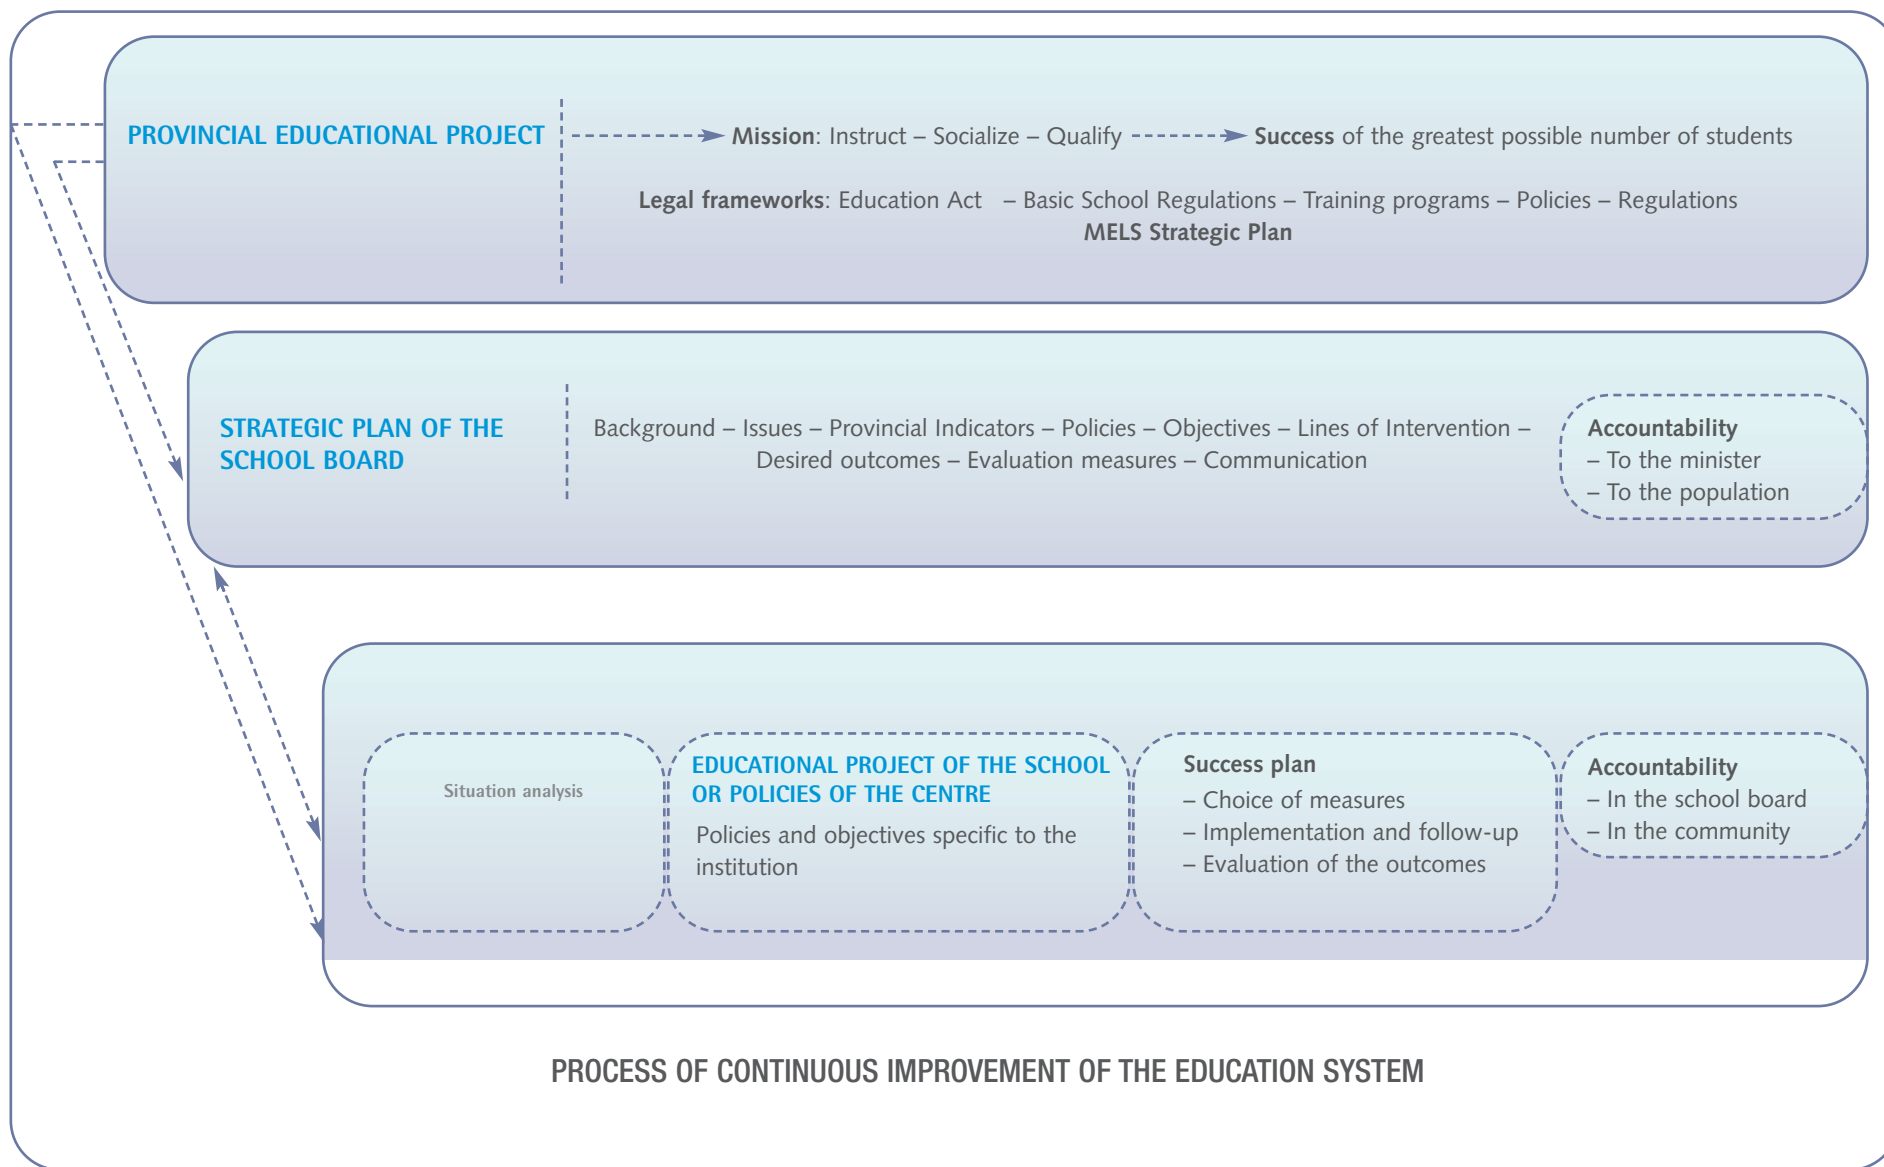 PROVINCIAL EDUCATIONAL PROJECT
Mission: Instruct – Socialize – Qualify
Success of the greatest possible number of students
Legal frameworks: Education Act – Basic School Regulations – Training programs – Policies – Regulations
MELS Strategic Plan
STRATEGIC PLAN OF THE
SCHOOL BOARD
Background – Issues – Provincial Indicators – Policies – Objectives – Lines of Intervention –
Desired outcomes – Evaluation measures – Communication
Accountability
– To the minister
– To the population
Situation analysis
EDUCATIONAL PROJECT OF THE SCHOOL
OR POLICIES OF THE CENTRE
Policies and objectives specific to the
institution
Success plan
– Choice of measures
– Implementation and follow-up
– Evaluation of the outcomes
Accountability
– In the school board
– In the community
PROCESS OF CONTINUOUS IMPROVEMENT OF THE EDUCATION SYSTEM